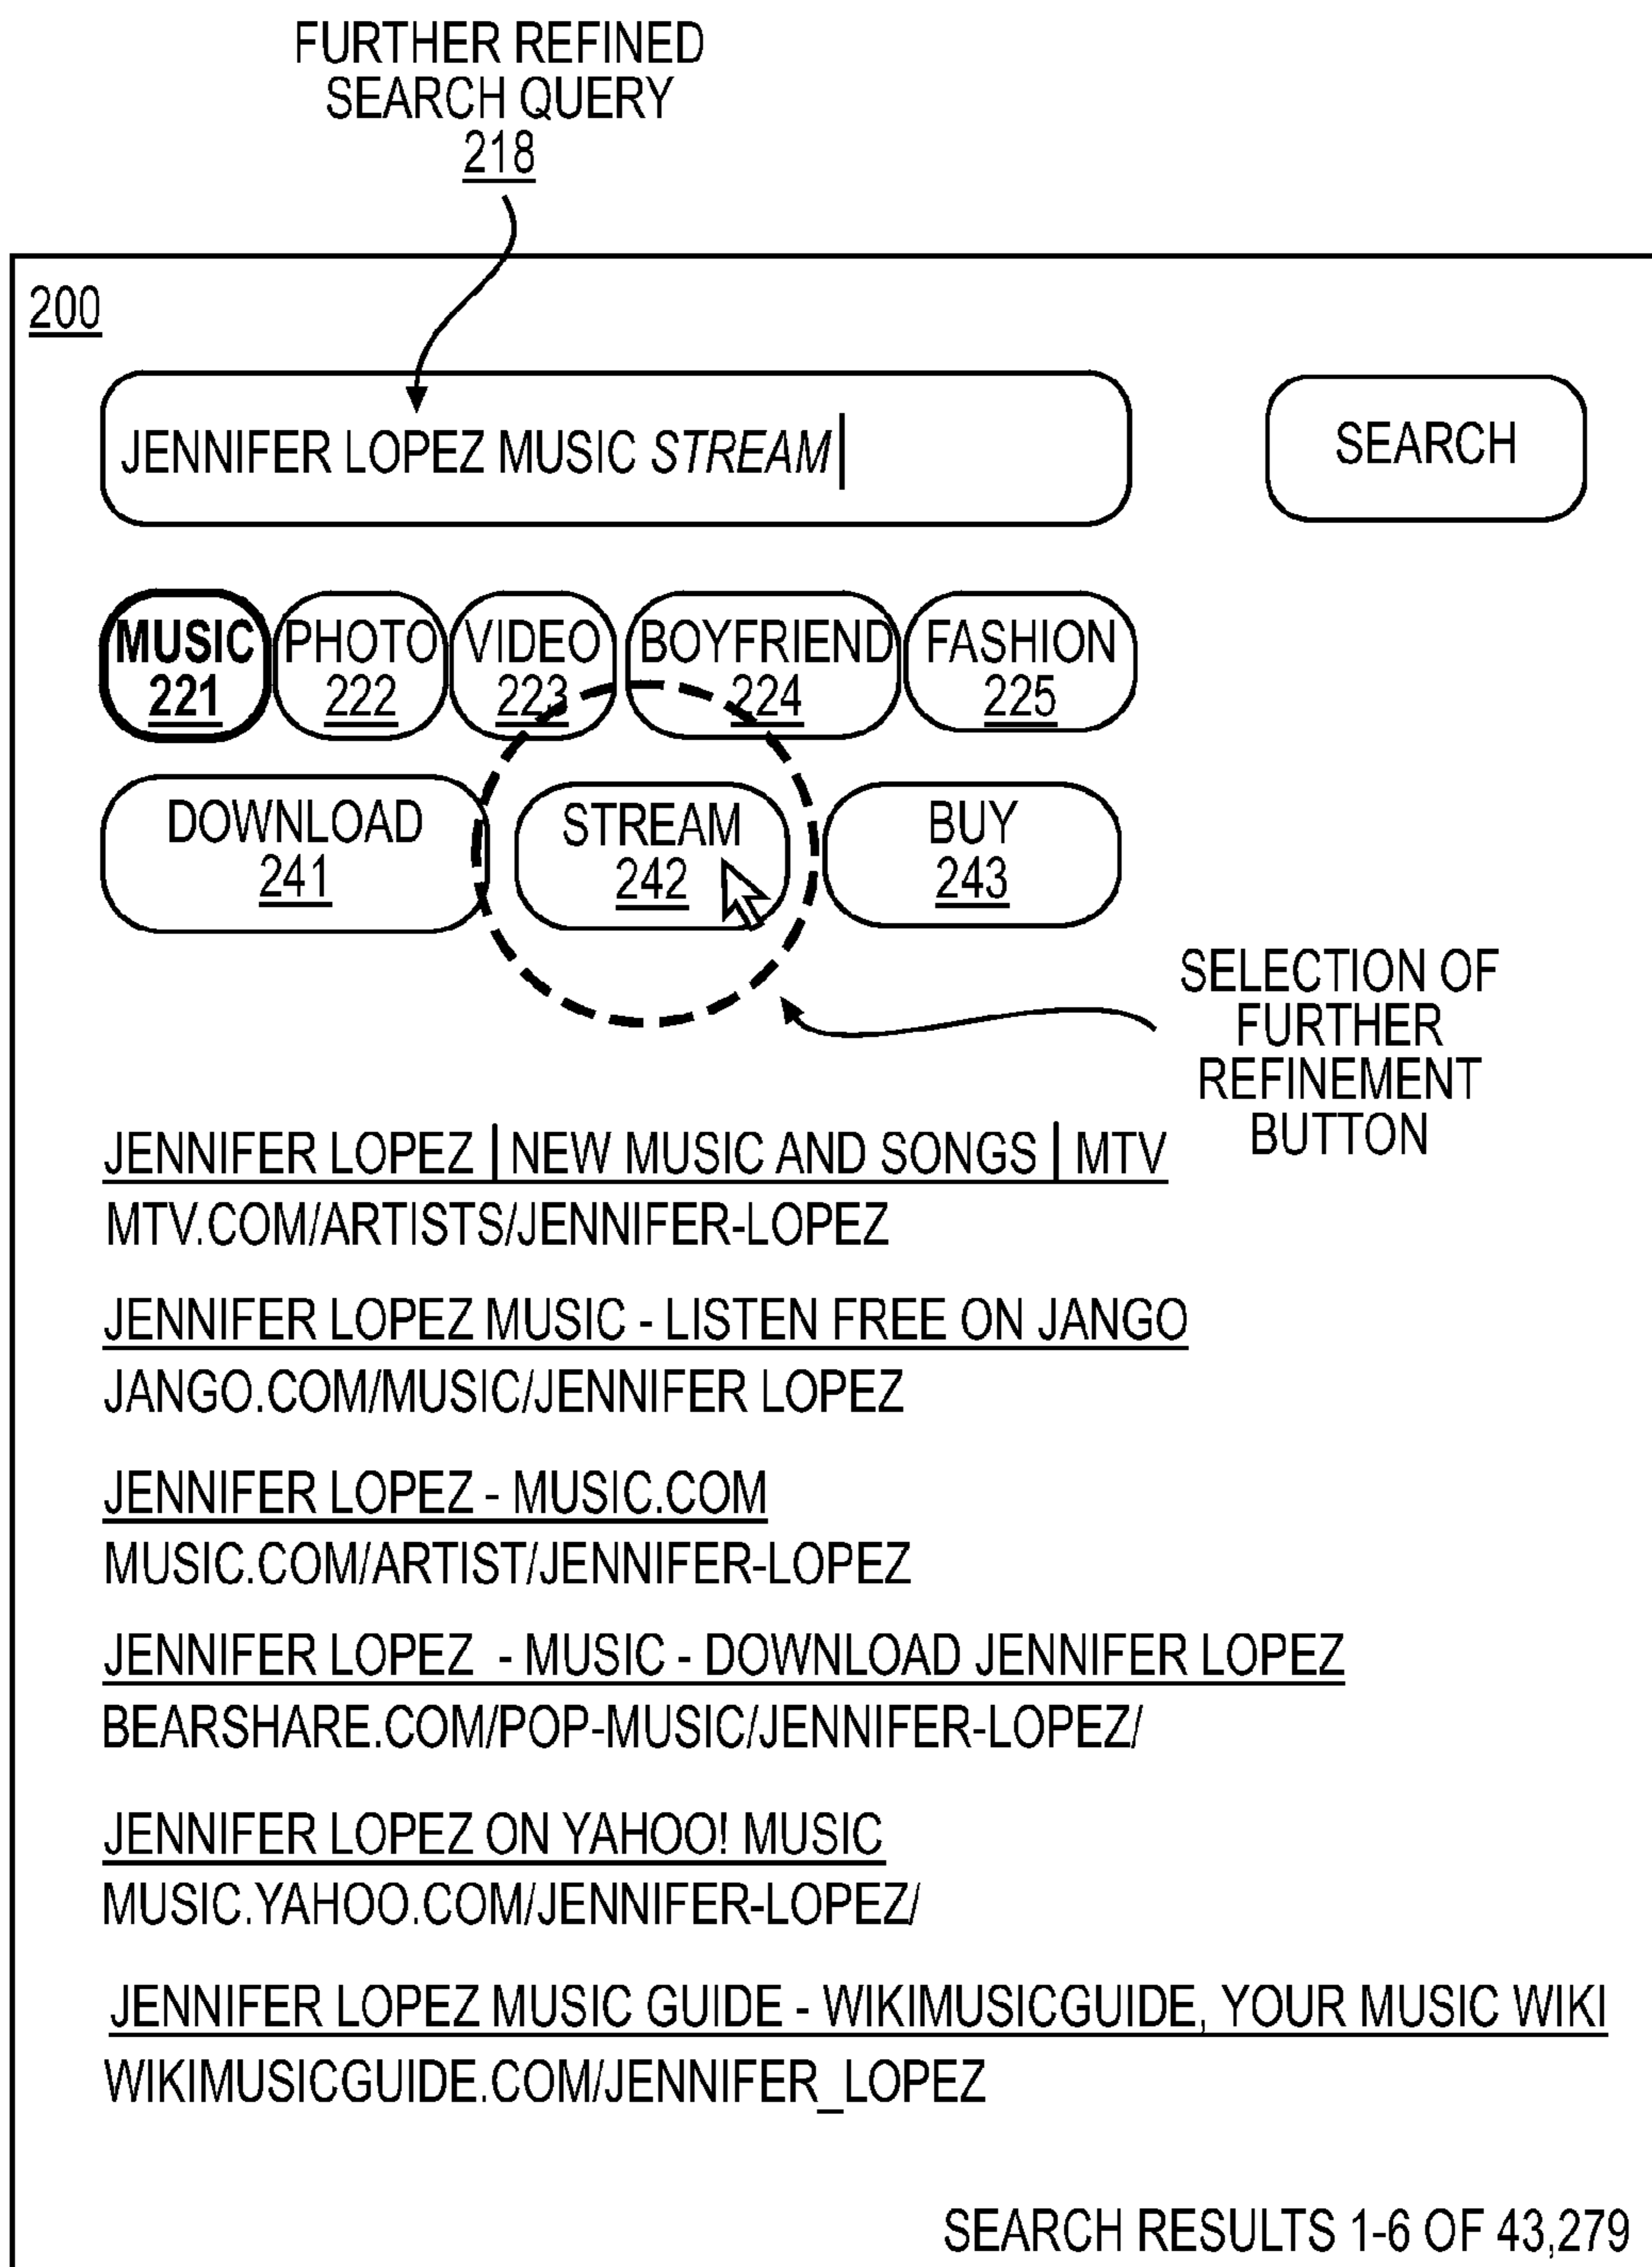 FURTHER REFINED
SEARCH QUERY
218
200
JENNIFER LOPEZ MUSIC STREAM
SEARCH
MUSIC PHOTO VIDEO BOYFRIEND FASHION
221 222 223 224 225
DOWNLOAD STREAM BUY
241 242 243
SELECTION OF
FURTHER
REFINEMENT
BUTTON
JENNIFER LOPEZ | NEW MUSIC AND SONGS | MTV
MTV.COM/ARTISTS/JENNIFER-LOPEZ
JENNIFER LOPEZ MUSIC - LISTEN FREE ON JANGO
JANGO.COM/MUSIC/JENNIFER LOPEZ
JENNIFER LOPEZ - MUSIC.COM
MUSIC.COM/ARTIST/JENNIFER-LOPEZ
JENNIFER LOPEZ - MUSIC - DOWNLOAD JENNIFER LOPEZ
BEARSHARE.COM/POP-MUSIC/JENNIFER-LOPEZ/
JENNIFER LOPEZ ON YAHOO! MUSIC
MUSIC.YAHOO.COM/JENNIFER-LOPEZ/
JENNIFER LOPEZ MUSIC GUIDE - WIKIMUSICGUIDE, YOUR MUSIC WIKI
WIKIMUSICGUIDE.COM/JENNIFER_LOPEZ
SEARCH RESULTS 1-6 OF 43,279